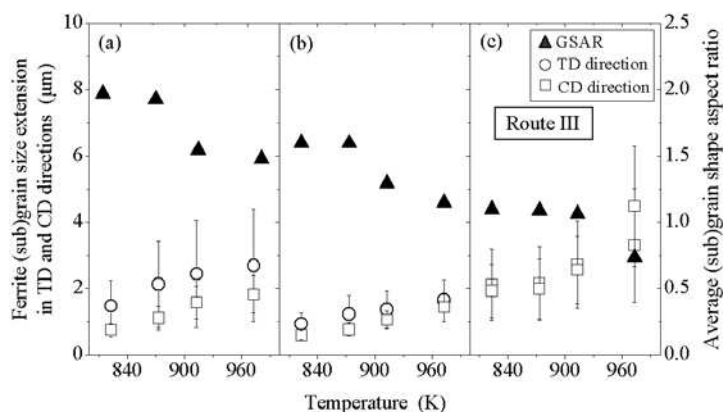 10
8
6
4
2
0
Ferrite (sub)grain size extension
in TD and CD directions (μm)
(a)
(b)
(c)
GSAR
TD direction
CD direction
Route III
2.5
2.0
1.5
1.0
0.5
0.0
Average (sub)grain shape aspect ratio
840 900 960 840 900 960 840 900 960
Temperature (K)